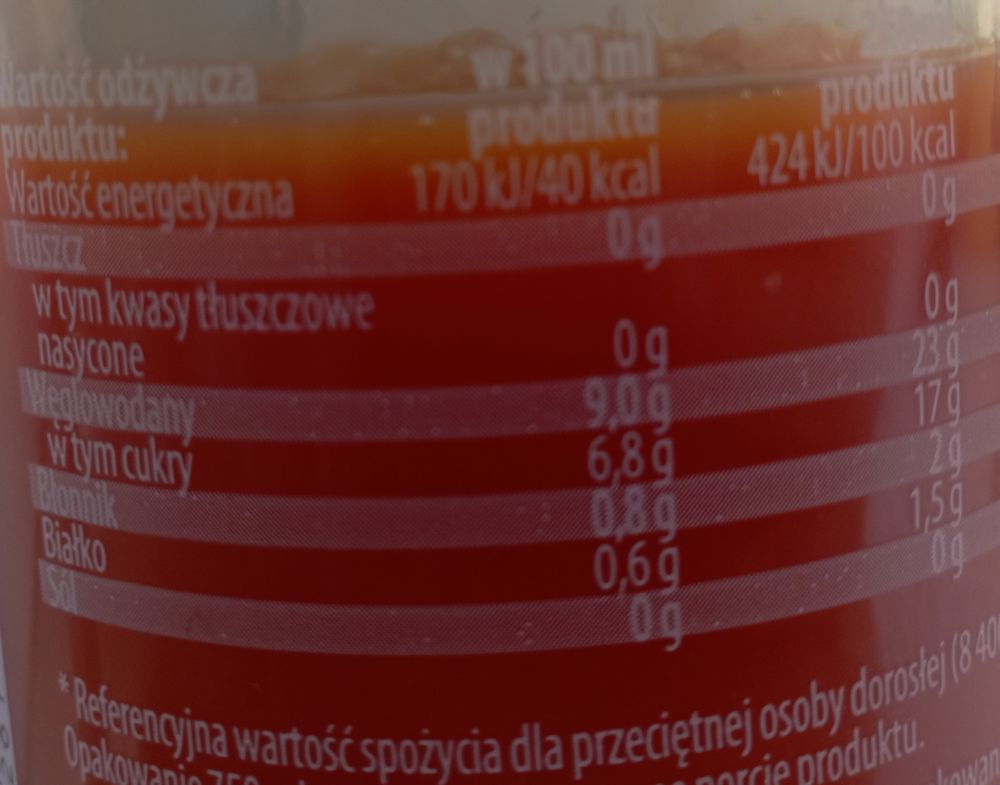 Wartość odżywcza w 100 ml 250ml
produktu: produktu produktu
Wartość energetyczna 170 kJ/40 kcal 424 kJ/100 kcal
Tłuszcz 0 g 0 g
w tym kwasy tłuszczowe
nasycone 0 g 0 g
Węglowodany 9,0 g 23 g
w tym cukry 6,8 g 17 g
Błonnik 0,8 g 2 g
Białko 0,6 g 1,5 g
Sól 0 g 0 g
* Referencyjna wartość spożycia dla przeciętnej osoby dorosłej (8 40
Opakowanie 750 porcje produktu.